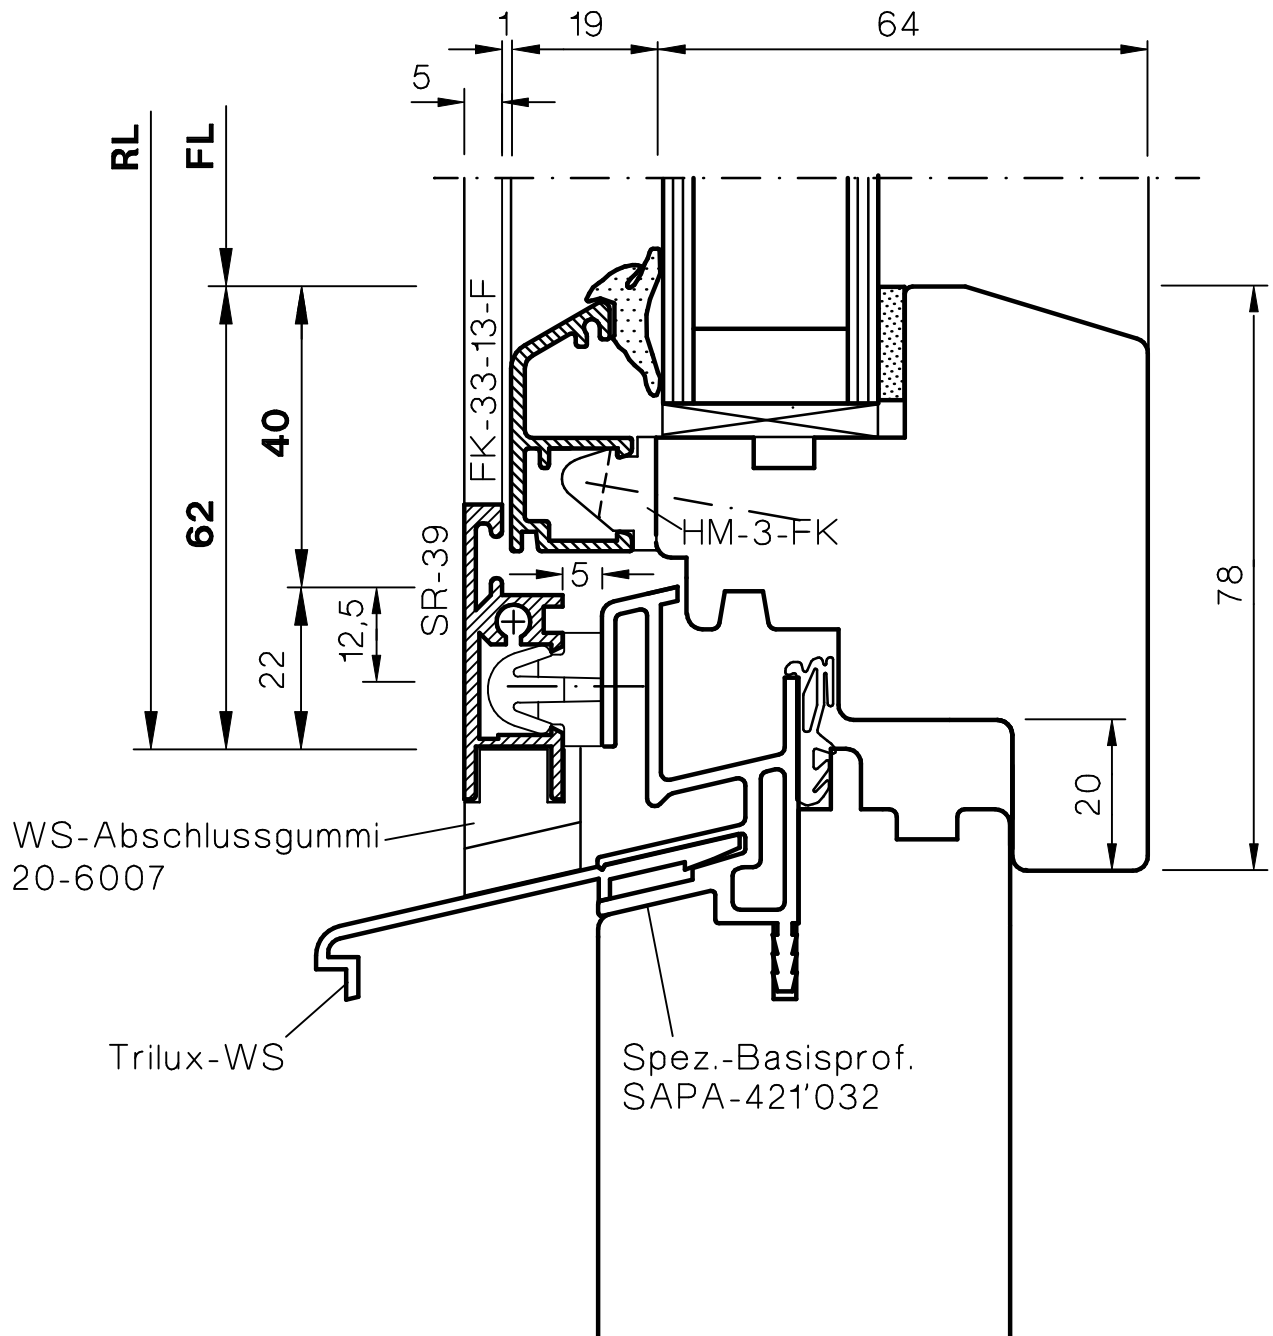 1
19
64
5
RL
FL
FK-33-13-F
40
62
HM-3-FK
SR-39
5
78
12,5
22
20
WS-Abschlussgummi
20-6007
Trilux-WS
Spez.-Basisprof.
SAPA-421'032